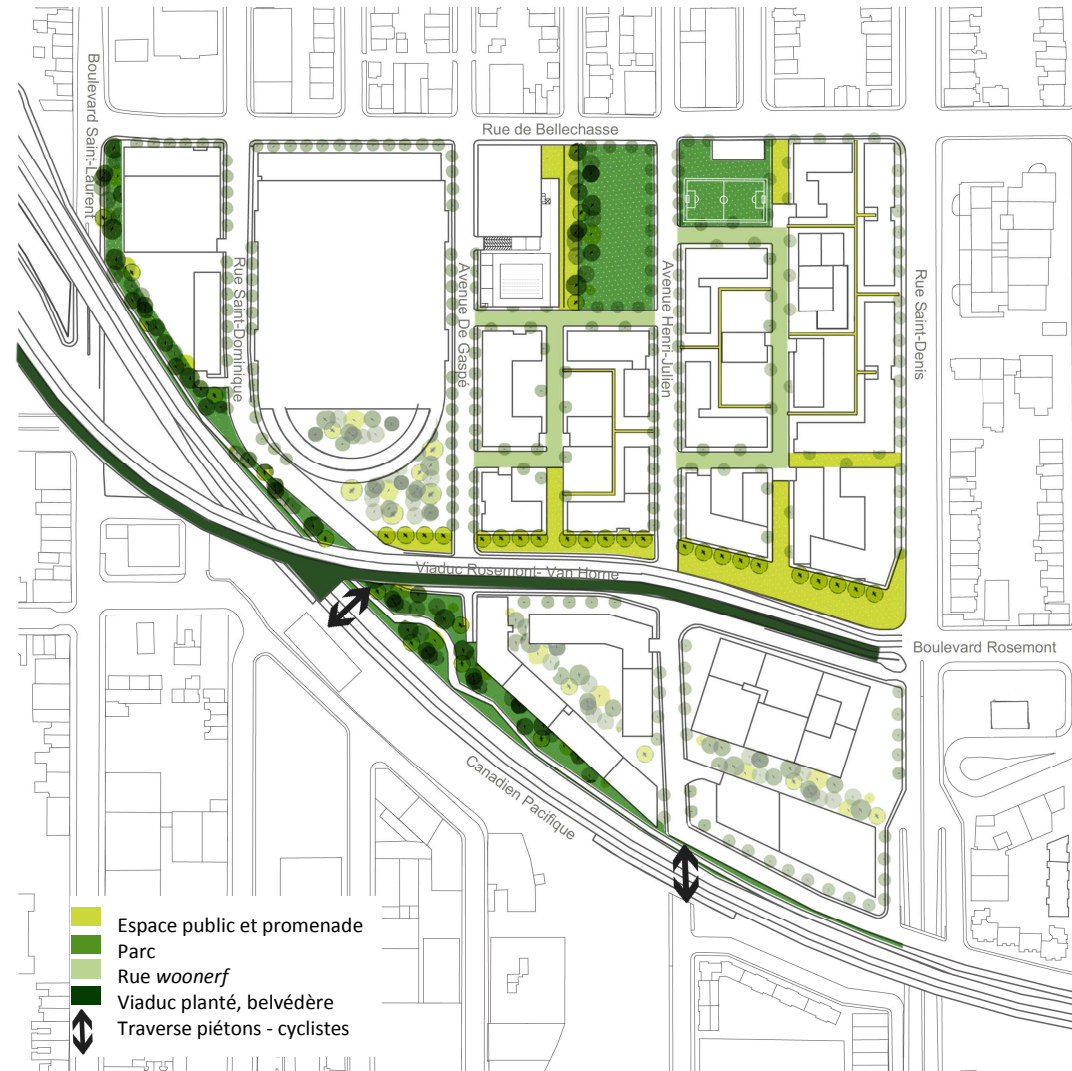 Rue de Bellechasse
Boulevard Saint-Laurent
Rue Saint-Dominique
Avenue De Gaspé
Avenue Henri-Julien
Rue Saint-Denis
Viaduc Rosemont- Van Horne
Boulevard Rosemont
Canadien Pacifique
Espace public et promenade
Parc
Rue woonerf
Viaduc planté, belvédère
Traverse piétons - cyclistes